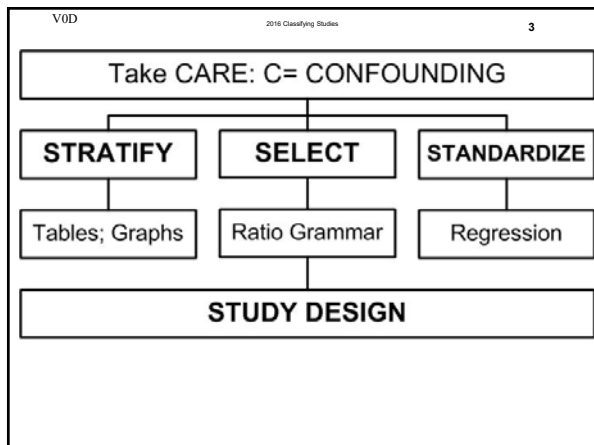 V0D
2016 Classifying Studies
3
Take CARE: C= CONFOUNDING
STRATIFY
SELECT
STANDARDIZE
Tables; Graphs
Ratio Grammar
Regression
STUDY DESIGN